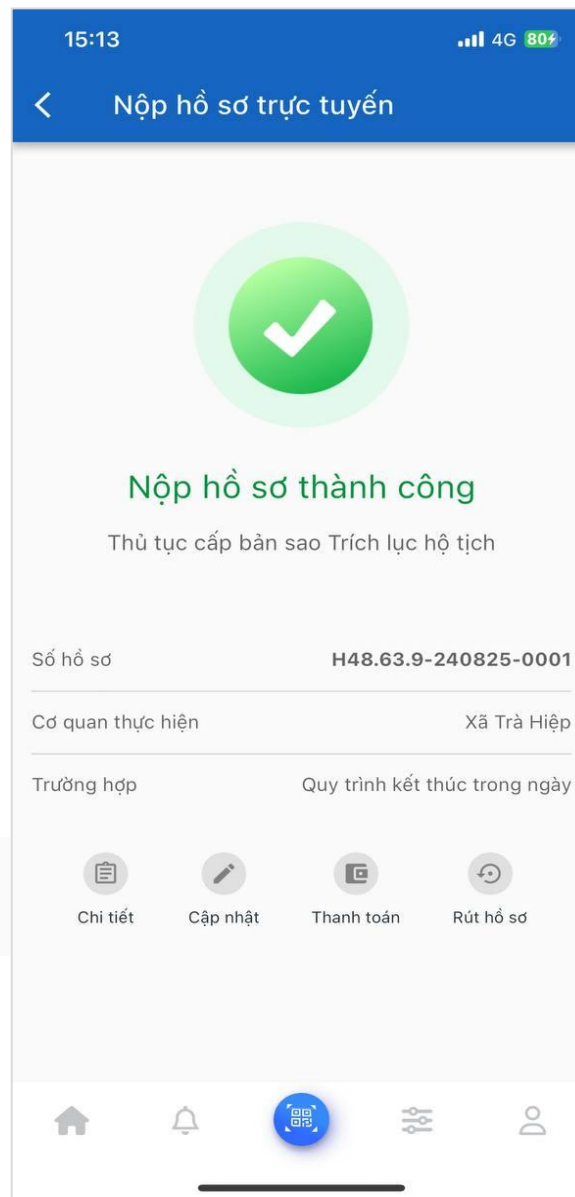 15:13 4G 80
Nộp hồ sơ trực tuyến
Nộp hồ sơ thành công
Thủ tục cấp bản sao Trích lục hộ tịch
Số hồ sơ H48.63.9-240825-0001
Cơ quan thực hiện Xã Trà Hiệp
Trường hợp Quy trình kết thúc trong ngày
Chi tiết Cập nhật Thanh toán Rút hồ sơ